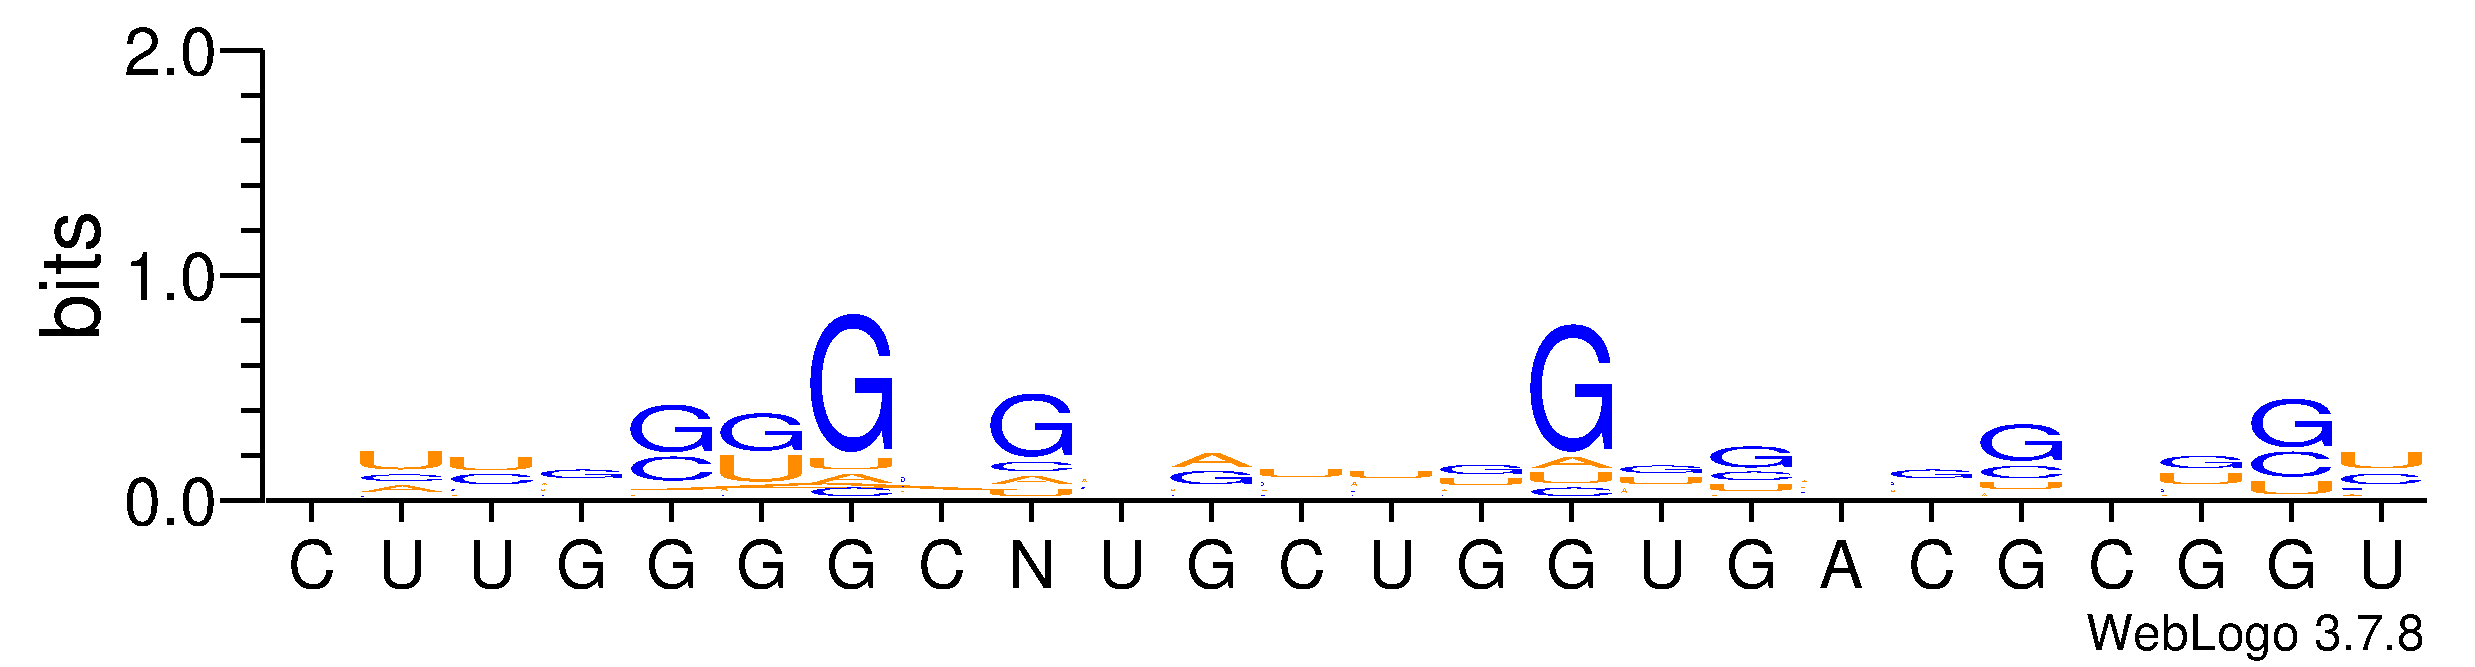 2.0
bits
1.0
0.0
C U U G G G G C N U G C U G G U G A C G C G G U
WebLogo 3.7.8